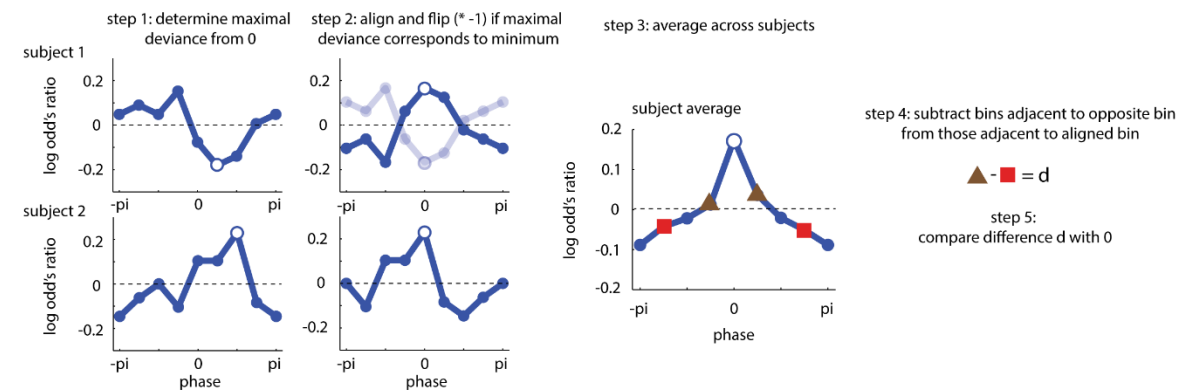 step 1: determine maximal
deviance from 0
step 2: align and flip (* -1) if maximal
deviance corresponds to minimum
step 3: average across subjects
subject 1
log odd's ratio
0.2
0
-0.2
0.2
0
-0.2
-pi
0
pi
-pi
0
pi
subject 2
log odd's ratio
0.2
0
-0.2
0.2
0
-0.2
-pi
0
pi
phase
-pi
0
pi
phase
subject average
log odd's ratio
0.2
0.1
0
-0.1
-0.2
-pi
0
pi
phase
step 4: subtract bins adjacent to opposite bin
from those adjacent to aligned bin
- = d
step 5:
compare difference d with 0